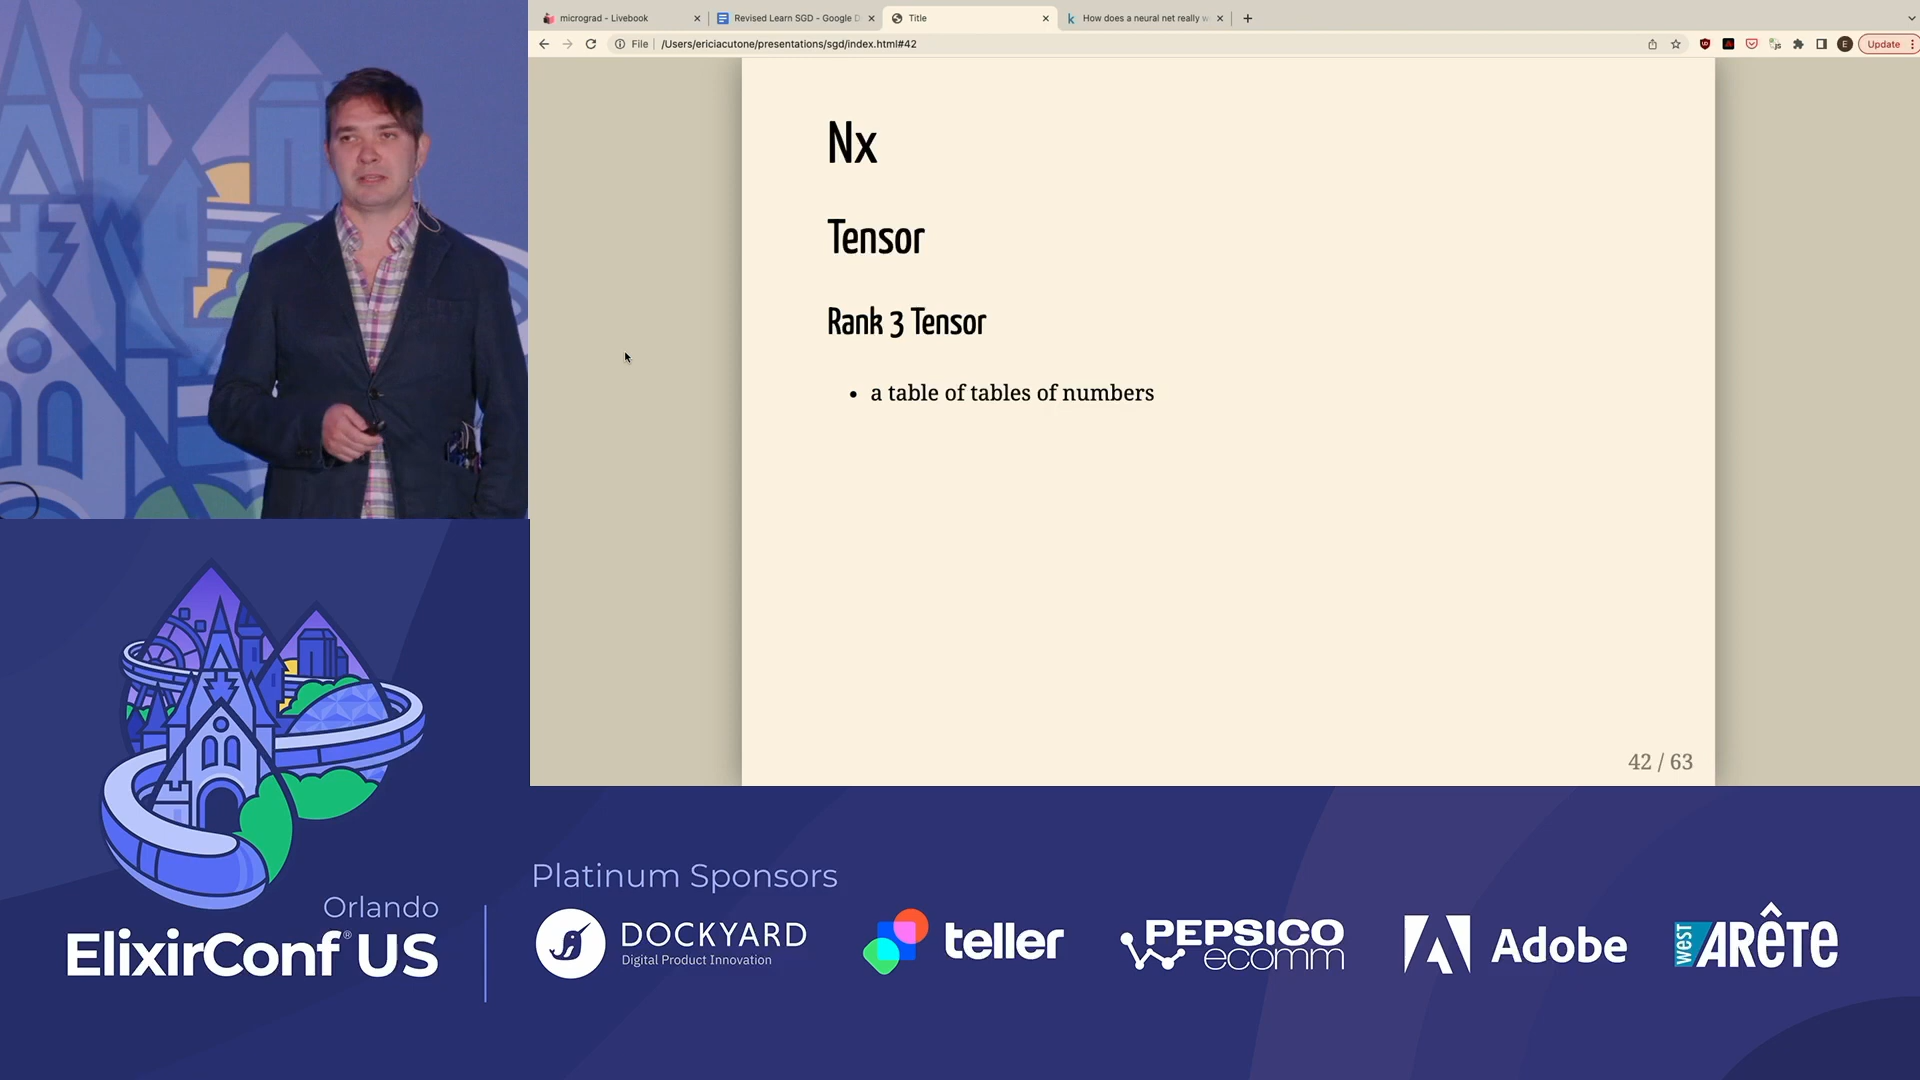 micrograd - Livebook
Revised Learn SGD - Google D
Title
How does a neural net really w
File
/Users/ericiacutone/presentations/sgd/index.html#42
E
Update
Nx
Tensor
Rank 3 Tensor
• a table of tables of numbers
42 / 63
Orlando
ElixirConf® US
Platinum Sponsors
DOCKYARD
Digital Product Innovation
teller
PEPSICO
ecomm
Adobe
west
ARêTE